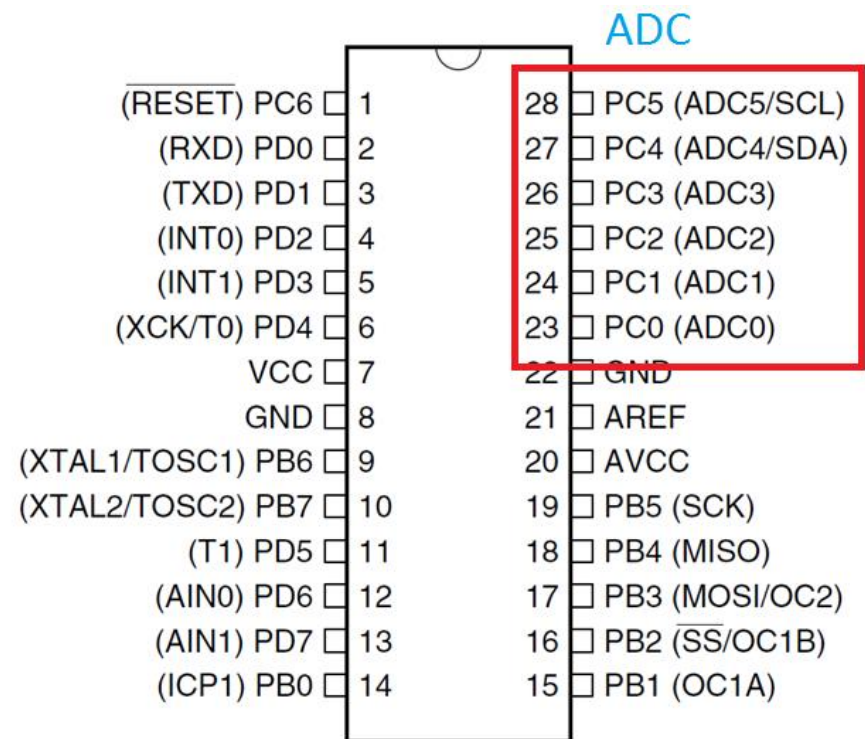 ADC
(RESET) PC6 1 28 PC5 (ADC5/SCL)
(RXD) PD0 2 27 PC4 (ADC4/SDA)
(TXD) PD1 3 26 PC3 (ADC3)
(INT0) PD2 4 25 PC2 (ADC2)
(INT1) PD3 5 24 PC1 (ADC1)
(XCK/T0) PD4 6 23 PC0 (ADC0)
VCC 7 22 GND
GND 8 21 AREF
(XTAL1/TOSC1) PB6 9 20 AVCC
(XTAL2/TOSC2) PB7 10 19 PB5 (SCK)
(T1) PD5 11 18 PB4 (MISO)
(AIN0) PD6 12 17 PB3 (MOSI/OC2)
(AIN1) PD7 13 16 PB2 (SS/OC1B)
(ICP1) PB0 14 15 PB1 (OC1A)